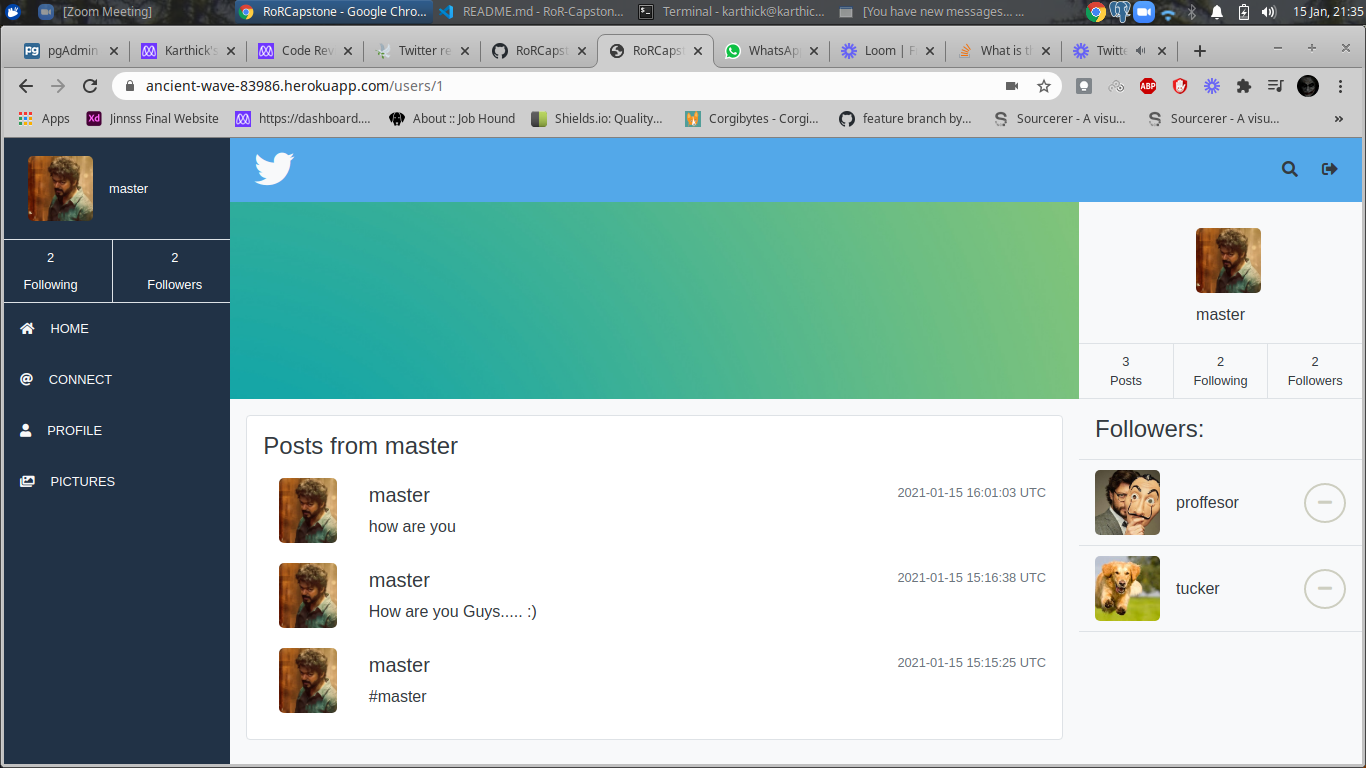 [Zoom Meeting] RoRCapstone - Google Chro... README.md - RoR-Capston... Terminal - karthick@karthic... [You have new messages... ... 15 Jan, 21:35
pgAdmin Karthick's Code Rev Twitter re RoRCapst RoRCapst WhatsApp Loom | F What is th Twitte
ancient-wave-83986.herokuapp.com/users/1
Apps Jinnss Final Website https://dashboard.... About :: Job Hound Shields.io: Quality... Corgibytes - Corgi... feature branch by... Sourcerer - A visu... Sourcerer - A visu... »
master
2 2
Following Followers
HOME
CONNECT
PROFILE
PICTURES
Posts from master
master 2021-01-15 16:01:03 UTC
how are you
master 2021-01-15 15:16:38 UTC
How are you Guys..... :)
master 2021-01-15 15:15:25 UTC
#master
master
3 2 2
Posts Following Followers
Followers:
proffesor
tucker